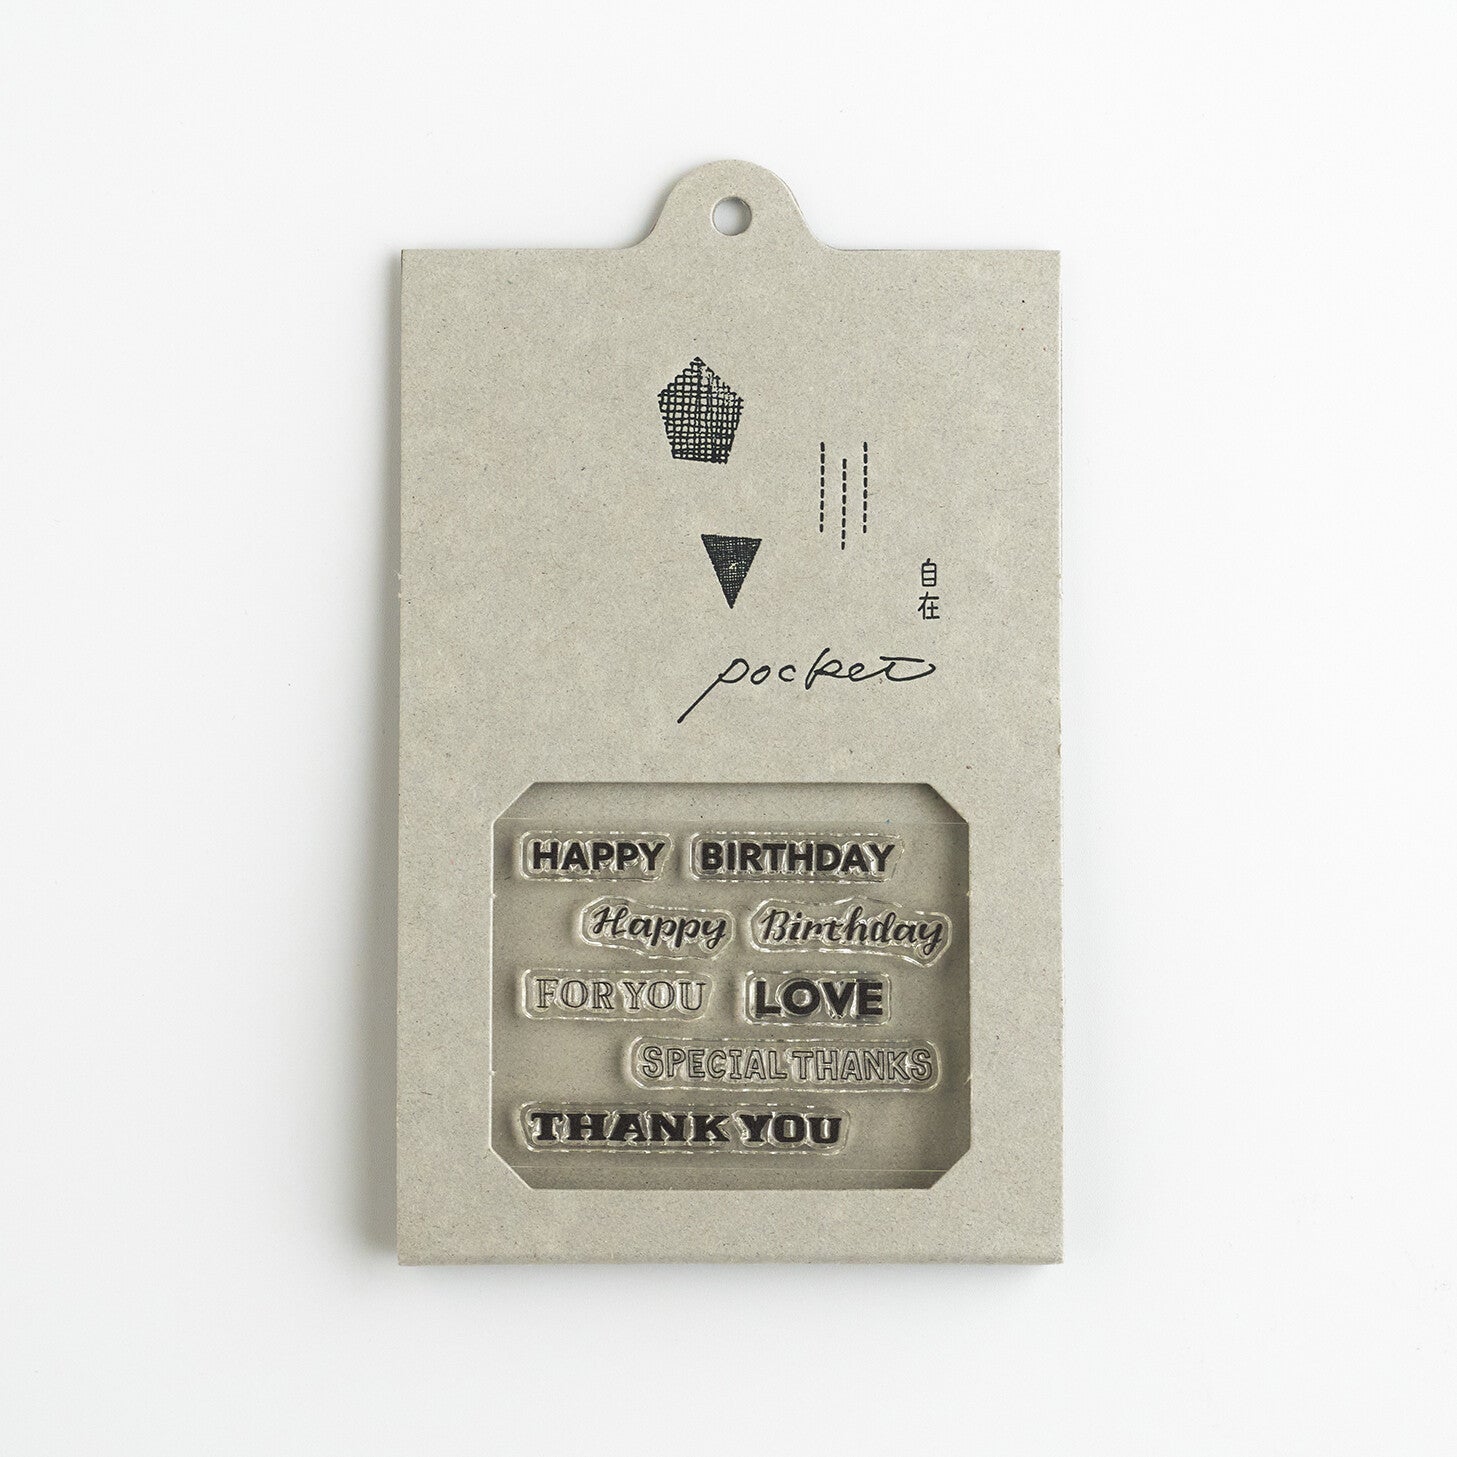 自在
pocket
HAPPY BIRTHDAY
Happy Birthday
FOR YOU LOVE
SPECIAL THANKS
THANK YOU